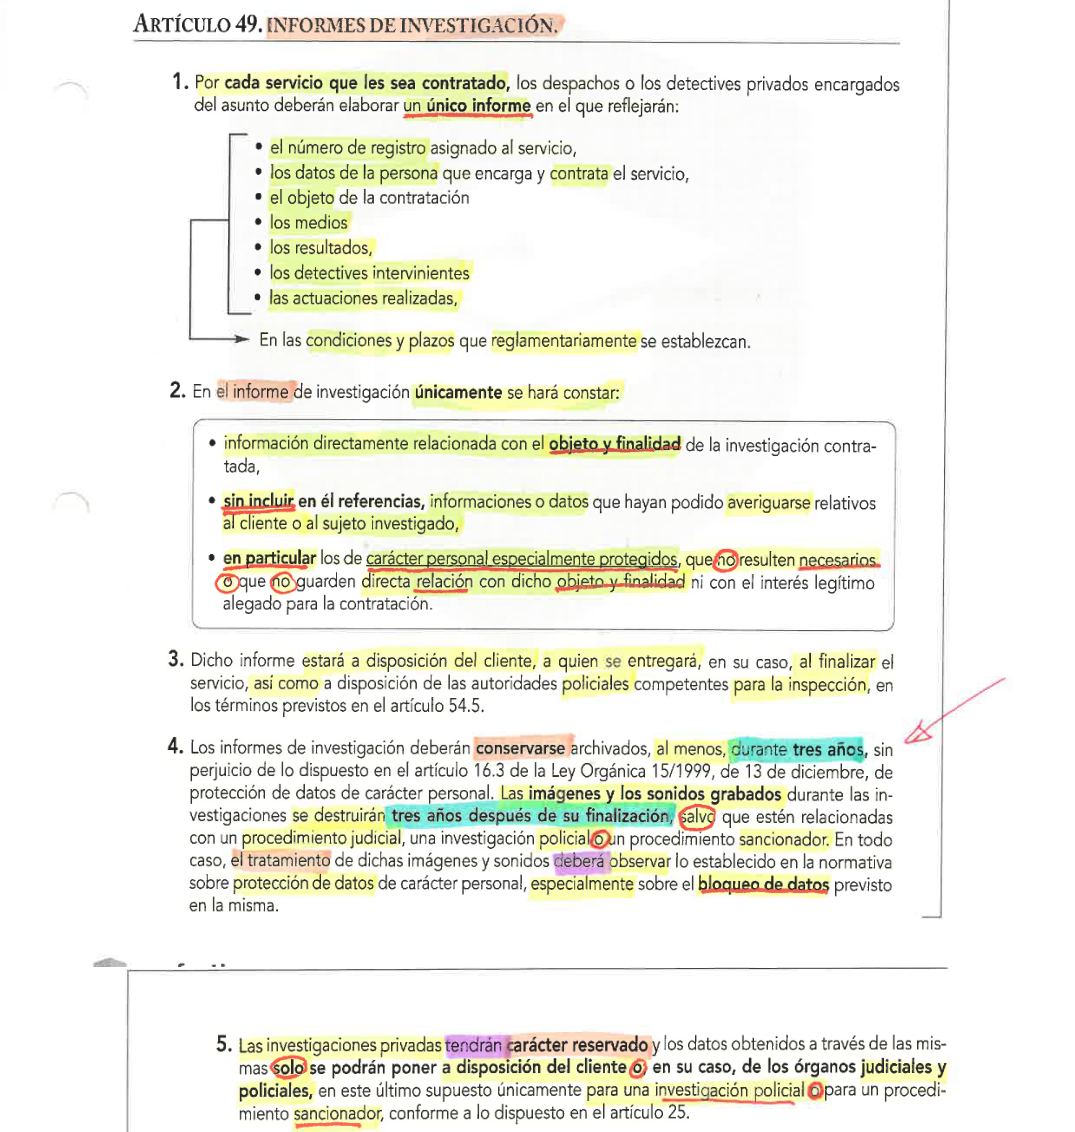 ARTÍCULO 49. INFORMES DE INVESTIGACIÓN.
1. Por cada servicio que les sea contratado, los despachos o los detectives privados encargados
del asunto deberán elaborar un único informe en el que reflejarán:
• el número de registro asignado al servicio,
• los datos de la persona que encarga y contrata el servicio,
• el objeto de la contratación
• los medios
• los resultados,
• los detectives intervinientes
• las actuaciones realizadas,
En las condiciones y plazos que reglamentariamente se establezcan.
2. En el informe de investigación únicamente se hará constar:
• información directamente relacionada con el objeto y finalidad de la investigación contra-
tada,
• sin incluir en él referencias, informaciones o datos que hayan podido averiguarse relativos
al cliente o al sujeto investigado,
• en particular los de carácter personal especialmente protegidos, que no resulten necesarios
o que no guarden directa relación con dicho objeto y finalidad ni con el interés legítimo
alegado para la contratación.
3. Dicho informe estará a disposición del cliente, a quien se entregará, en su caso, al finalizar el
servicio, así como a disposición de las autoridades policiales competentes para la inspección, en
los términos previstos en el artículo 54.5.
4. Los informes de investigación deberán conservarse archivados, al menos, durante tres años, sin
perjuicio de lo dispuesto en el artículo 16.3 de la Ley Orgánica 15/1999, de 13 de diciembre, de
protección de datos de carácter personal. Las imágenes y los sonidos grabados durante las in-
vestigaciones se destruirán tres años después de su finalización, salvo que estén relacionadas
con un procedimiento judicial, una investigación policial o un procedimiento sancionador. En todo
caso, el tratamiento de dichas imágenes y sonidos deberá observar lo establecido en la normativa
sobre protección de datos de carácter personal, especialmente sobre el bloqueo de datos previsto
en la misma.
5. Las investigaciones privadas tendrán carácter reservado y los datos obtenidos a través de las mis-
mas solo se podrán poner a disposición del cliente o, en su caso, de los órganos judiciales y
policiales, en este último supuesto únicamente para una investigación policial o para un procedi-
miento sancionador, conforme a lo dispuesto en el artículo 25.